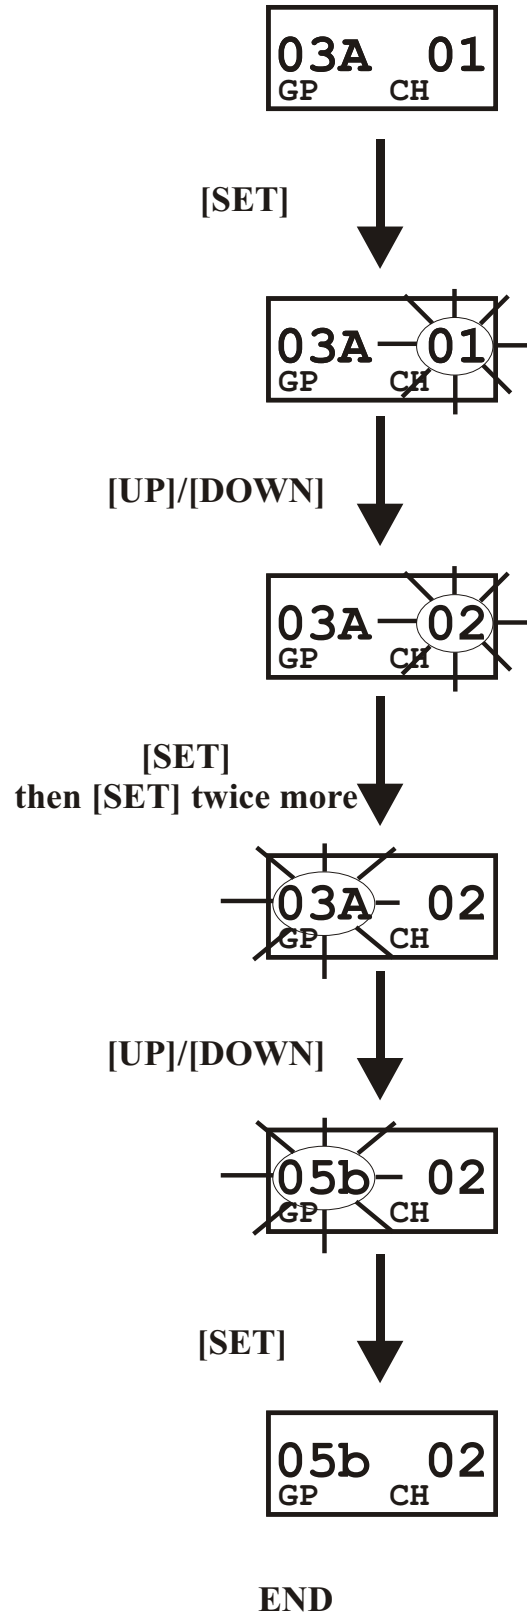 03A 01
GP CH
[SET]
03A 01
GP CH
[UP]/[DOWN]
03A 02
GP CH
[SET]
then [SET] twice more
03A 02
GP CH
[UP]/[DOWN]
05b 02
GP CH
[SET]
05b 02
GP CH
END